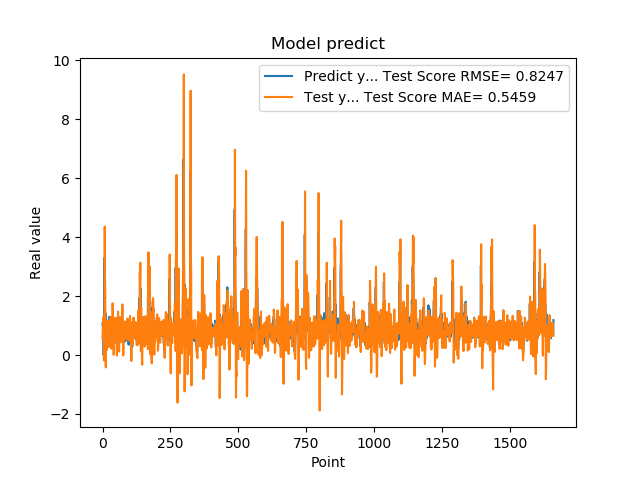 Model predict
Predict y... Test Score RMSE= 0.8247
Test y... Test Score MAE= 0.5459
Real value
10
8
6
4
2
0
−2
0 250 500 750 1000 1250 1500
Point